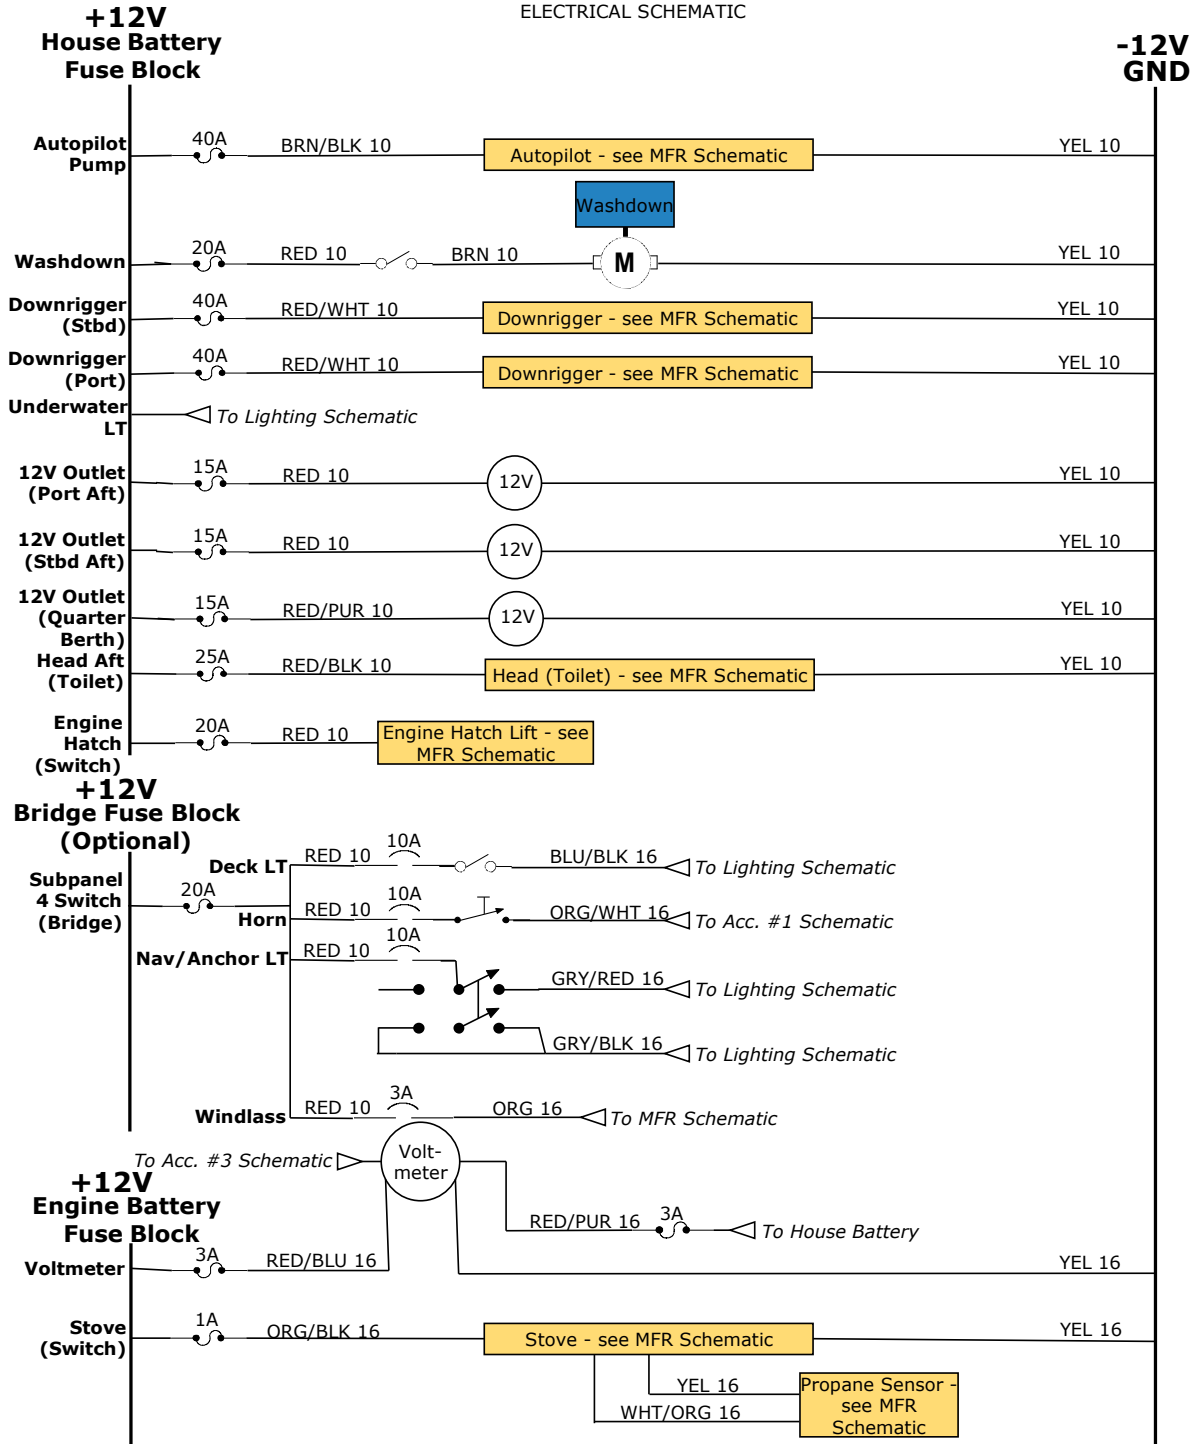 ELECTRICAL SCHEMATIC
+12V
House Battery
Fuse Block
-12V
GND
Autopilot
Pump
40A
BRN/BLK 10
Autopilot - see MFR Schematic
YEL 10
Washdown
Washdown
20A
RED 10
BRN 10
M
YEL 10
Downrigger
(Stbd)
40A
RED/WHT 10
Downrigger - see MFR Schematic
YEL 10
Downrigger
(Port)
40A
RED/WHT 10
Downrigger - see MFR Schematic
YEL 10
Underwater
LT
To Lighting Schematic
12V Outlet
(Port Aft)
15A
RED 10
12V
YEL 10
12V Outlet
(Stbd Aft)
15A
RED 10
12V
YEL 10
12V Outlet
(Quarter
Berth)
15A
RED/PUR 10
12V
YEL 10
Head Aft
(Toilet)
25A
RED/BLK 10
Head (Toilet) - see MFR Schematic
YEL 10
Engine
Hatch
(Switch)
20A
RED 10
Engine Hatch Lift - see
MFR Schematic
+12V
Bridge Fuse Block
(Optional)
Subpanel
4 Switch
(Bridge)
20A
Deck LT
RED 10
10A
BLU/BLK 16
To Lighting Schematic
Horn
RED 10
10A
ORG/WHT 16
To Acc. #1 Schematic
Nav/Anchor LT
RED 10
10A
GRY/RED 16
To Lighting Schematic
GRY/BLK 16
To Lighting Schematic
Windlass
RED 10
3A
ORG 16
To MFR Schematic
To Acc. #3 Schematic
Volt-
meter
RED/PUR 16
3A
To House Battery
+12V
Engine Battery
Fuse Block
Voltmeter
3A
RED/BLU 16
YEL 16
Stove
(Switch)
1A
ORG/BLK 16
Stove - see MFR Schematic
YEL 16
YEL 16
WHT/ORG 16
Propane Sensor -
see MFR
Schematic